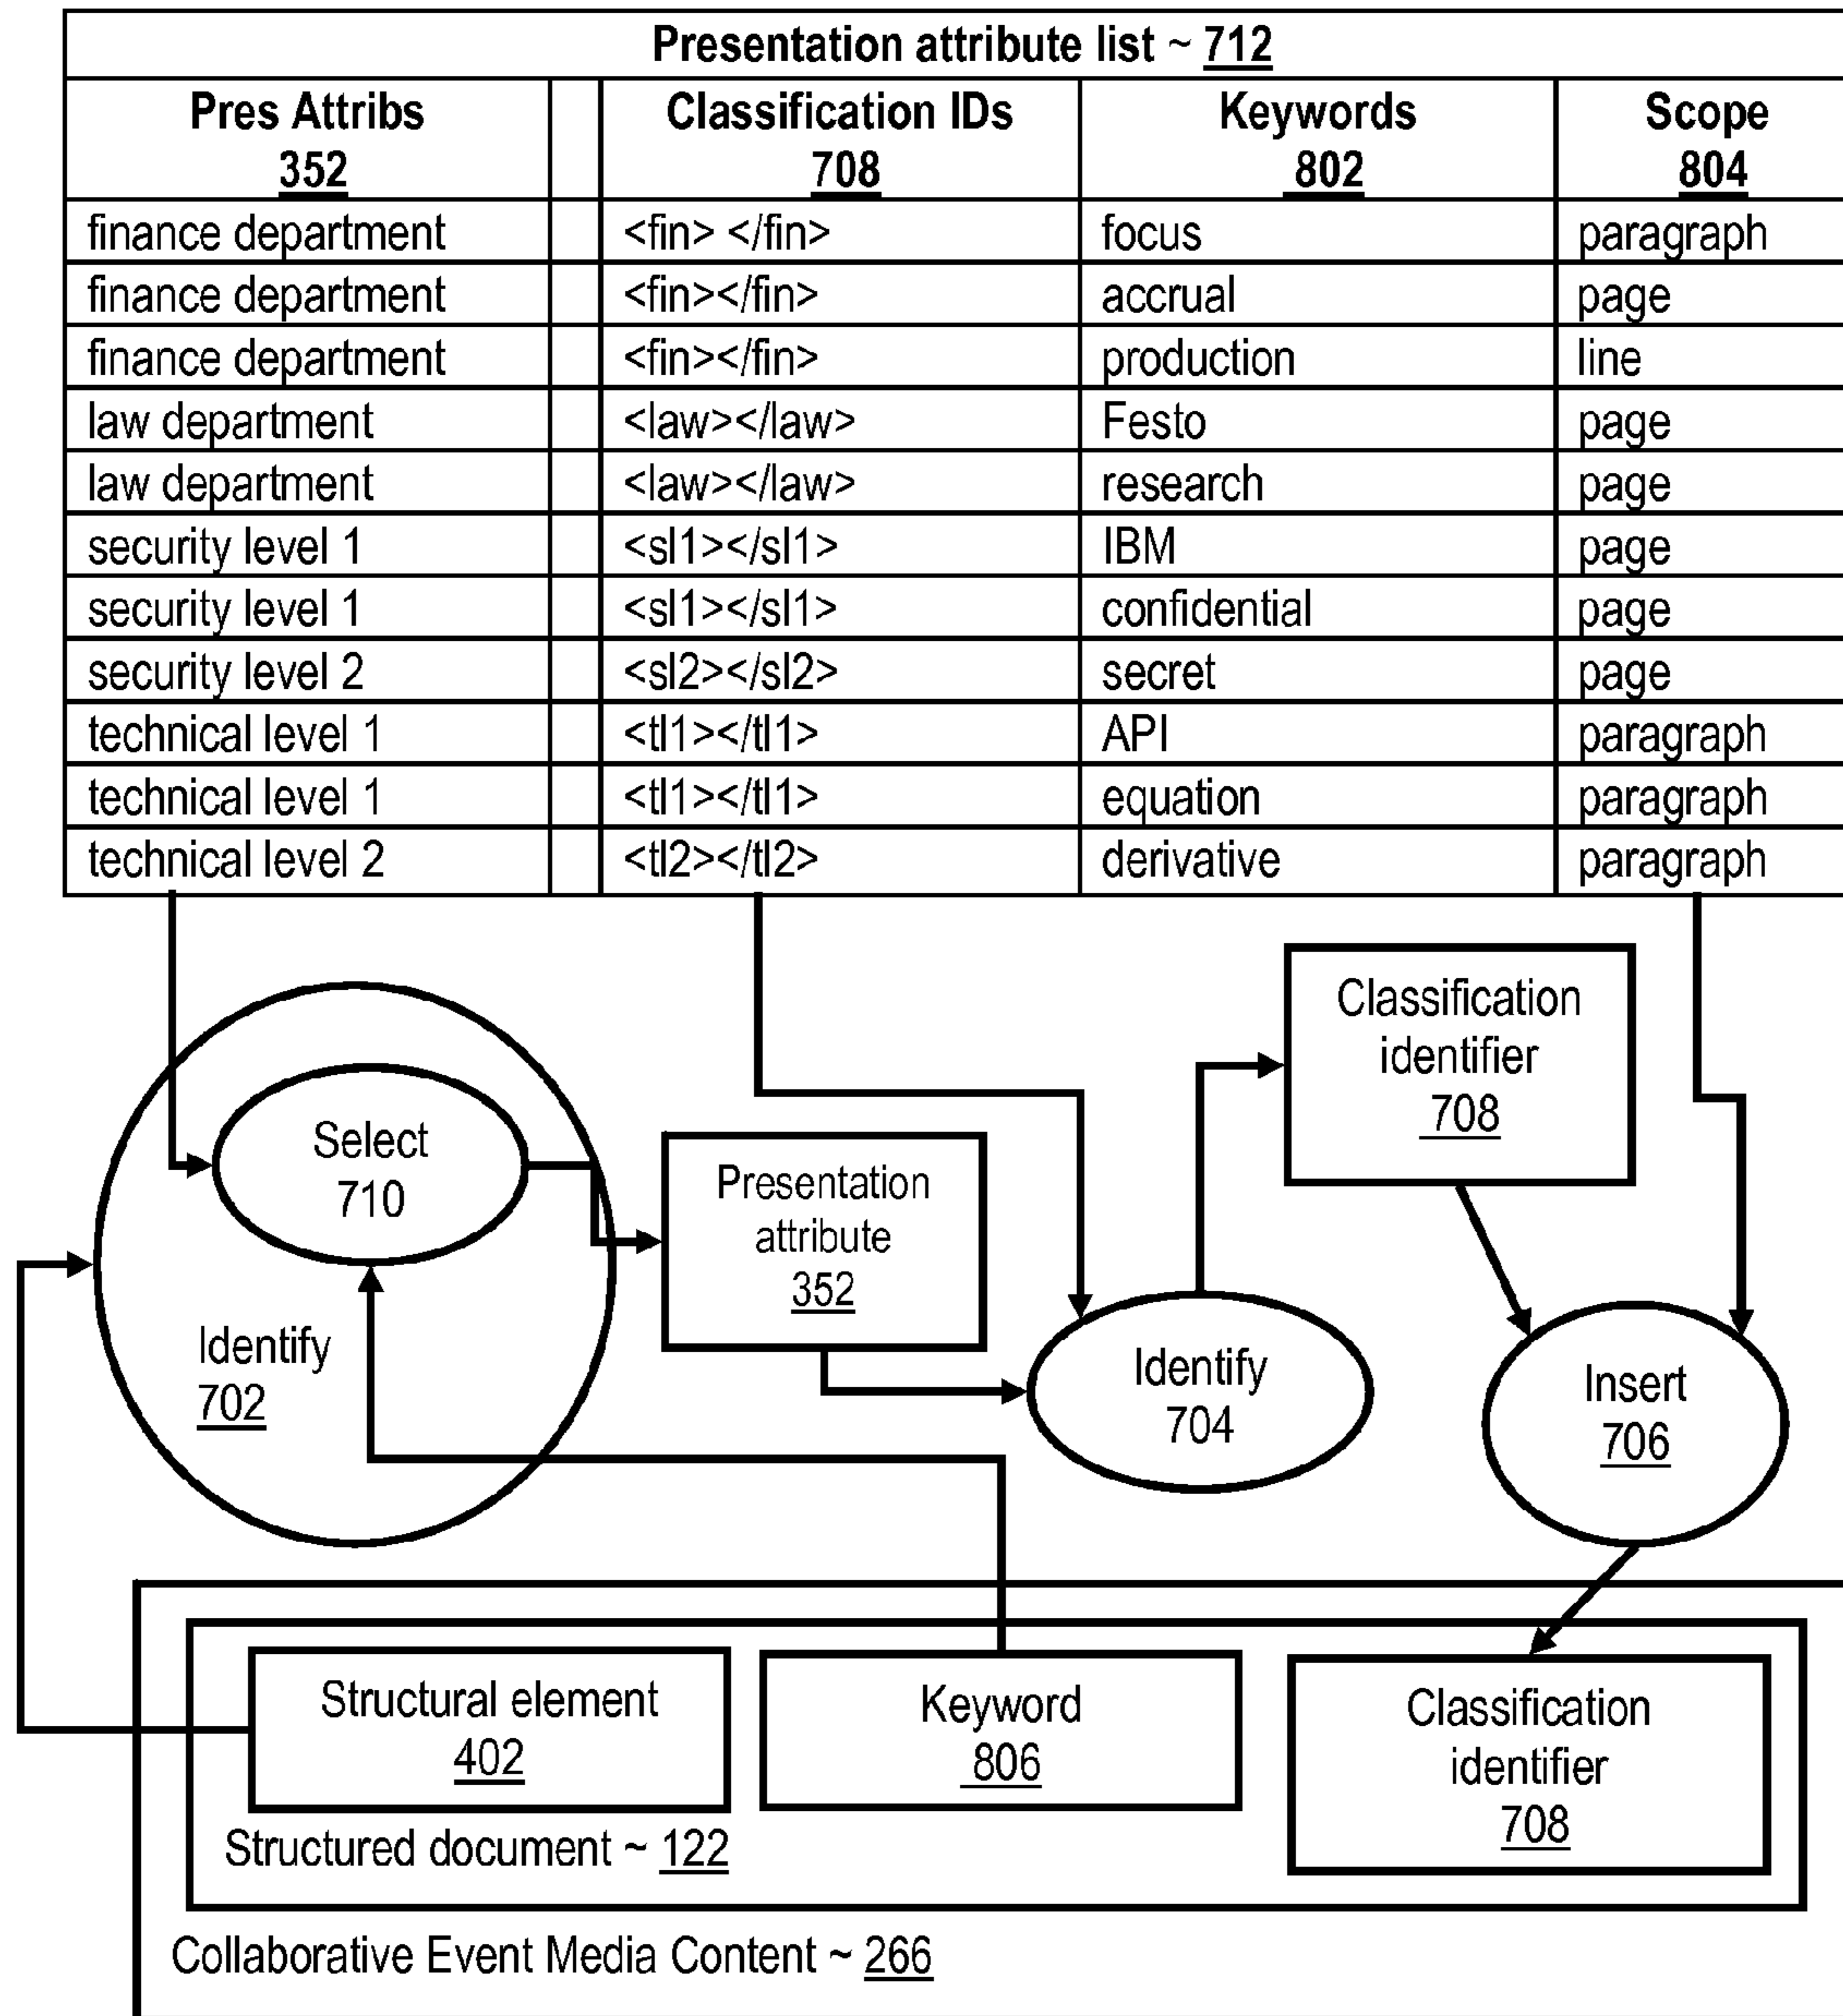 Presentation attribute list ~ 712
Pres Attribs Classification IDs Keywords Scope
352 708 802 804
finance department <fin> </fin> focus paragraph
finance department <fin></fin> accrual page
finance department <fin></fin> production line
law department <law></law> Festo page
law department <law></law> research page
security level 1 <sl1></sl1> IBM page
security level 1 <sl1></sl1> confidential page
security level 2 <sl2></sl2> secret page
technical level 1 <tl1></tl1> API paragraph
technical level 1 <tl1></tl1> equation paragraph
technical level 2 <tl2></tl2> derivative paragraph
Classification
identifier
708
Select
710
Presentation
attribute
352
Identify
702
Identify
704
Insert
706
Structural element
402
Keyword
806
Classification
identifier
708
Structured document ~ 122
Collaborative Event Media Content ~ 266